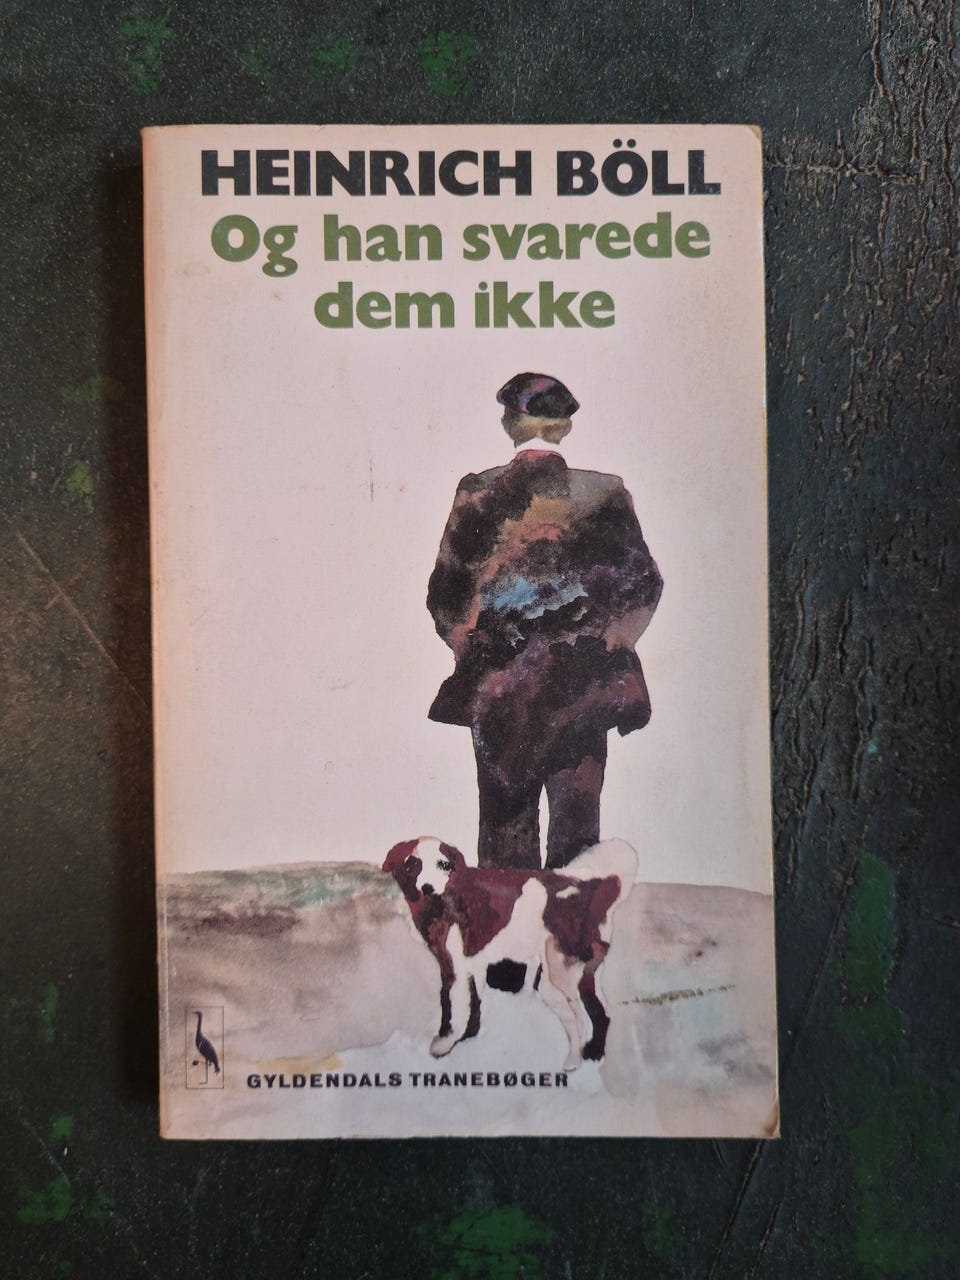 HEINRICH BÖLL
Og han svarede
dem ikke
GYLDENDALS TRANEBØGER